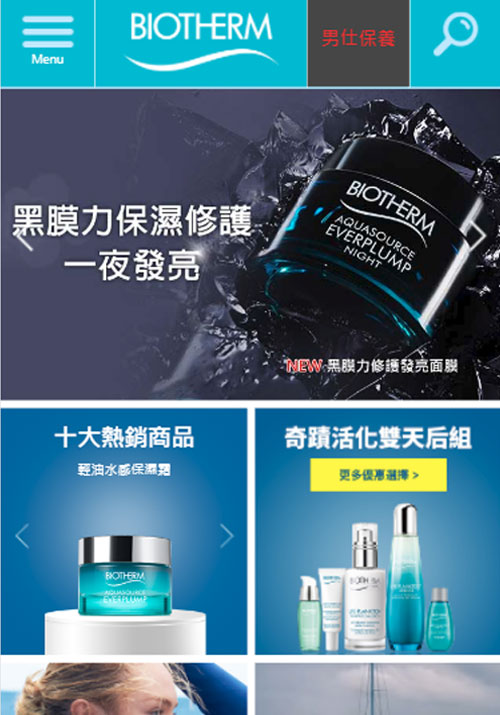 Menu
BIOTHERM
男仕保養
黑膜力保濕修護
一夜發亮
BIOTHERM
AQUASOURCE
EVERPLUMP
NIGHT
NEW 黑膜力修護發亮面膜
十大熱銷商品
輕油水感保濕霜
BIOTHERM
AQUASOURCE
EVERPLUMP
奇蹟活化雙天后組
更多優惠選擇 >
BIOTHERM